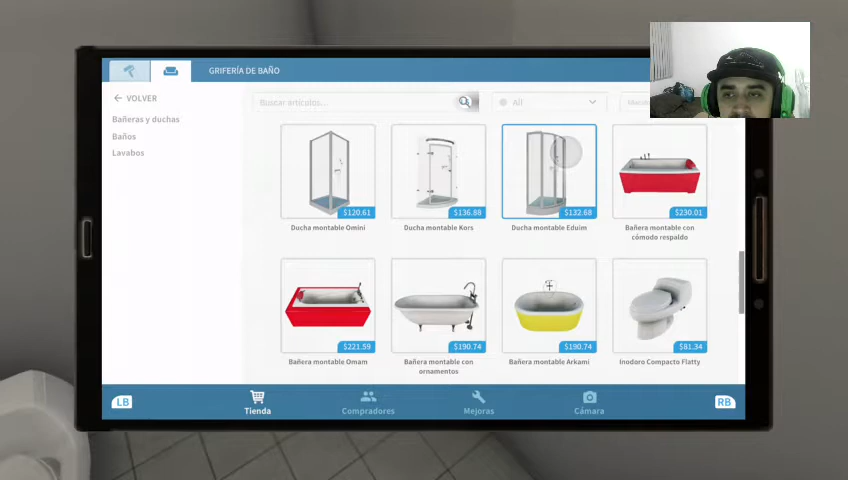 GRIFERÍA DE BAÑO
VOLVER
Bañeras y duchas
Baños
Lavabos
Buscar artículos...
All
$120.61
$136.88
$132.68
$230.01
Ducha montable Omini
Ducha montable Kors
Ducha montable Eduim
Bañera montable con
cómodo respaldo
$221.59
$190.74
$190.74
$81.34
Bañera montable Omam
Bañera montable con
ornamentos
Bañera montable Arkami
Inodoro Compacto Flatty
LB
Tienda
Compradores
Mejoras
Cámara
RB